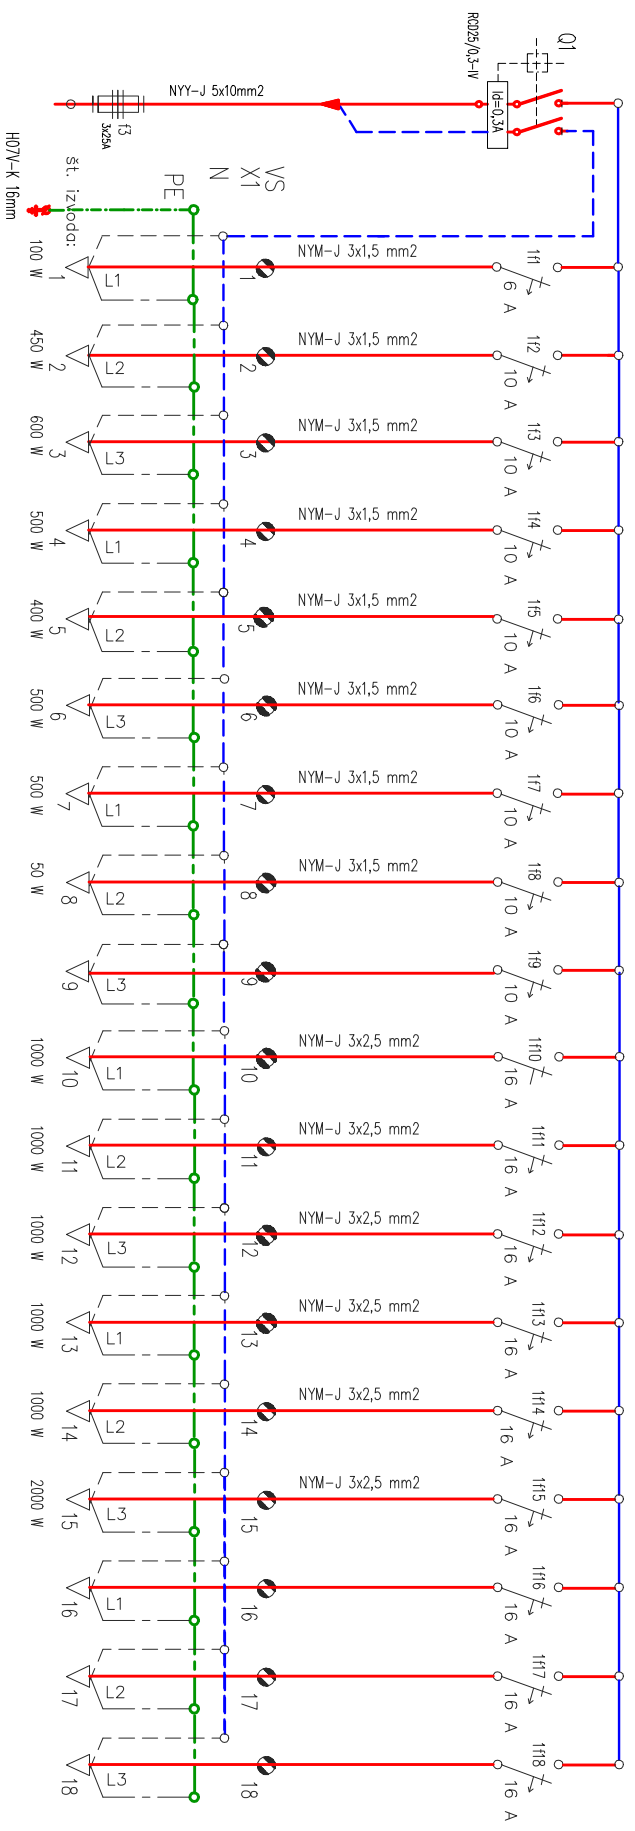 Q1
RCD25/0,3-IV
Id=0,3A
NYY-J 5x10mm2
f3
3x25A
H07V-K 16mm
št. izvoda:
PE
N
X1
VS
1f1
6 A
NYM-J 3x1,5 mm2
1
L1
1
100 W
1f2
10 A
NYM-J 3x1,5 mm2
2
L2
2
450 W
1f3
10 A
NYM-J 3x1,5 mm2
3
L3
3
600 W
1f4
10 A
NYM-J 3x1,5 mm2
4
L1
4
500 W
1f5
10 A
NYM-J 3x1,5 mm2
5
L2
5
400 W
1f6
10 A
NYM-J 3x1,5 mm2
6
L3
6
500 W
1f7
10 A
NYM-J 3x1,5 mm2
7
L1
7
500 W
1f8
10 A
NYM-J 3x1,5 mm2
8
L2
8
50 W
1f9
10 A
9
L3
9
1f10
16 A
NYM-J 3x2,5 mm2
10
L1
10
1000 W
1f11
16 A
NYM-J 3x2,5 mm2
11
L2
11
1000 W
1f12
16 A
NYM-J 3x2,5 mm2
12
L3
12
1000 W
1f13
16 A
NYM-J 3x2,5 mm2
13
L1
13
1000 W
1f14
16 A
NYM-J 3x2,5 mm2
14
L2
14
1000 W
1f15
16 A
NYM-J 3x2,5 mm2
15
L3
15
2000 W
1f16
16 A
16
L1
16
1f17
16 A
17
L2
17
1f18
16 A
18
L3
18